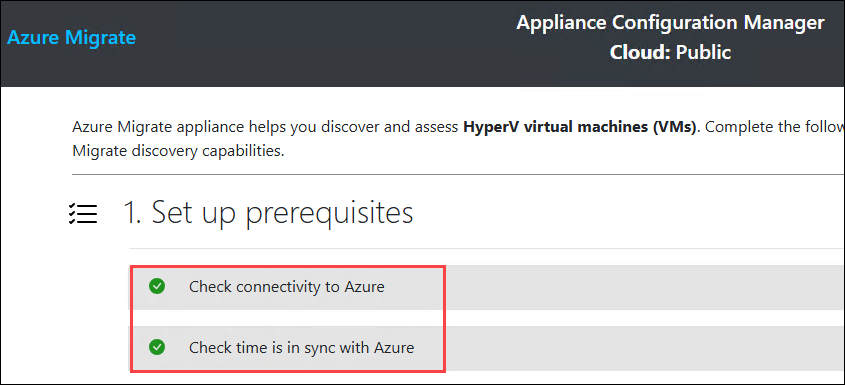 Azure Migrate
Appliance Configuration Manager
Cloud: Public
Azure Migrate appliance helps you discover and assess HyperV virtual machines (VMs). Complete the follow
Migrate discovery capabilities.
1. Set up prerequisites
Check connectivity to Azure
Check time is in sync with Azure